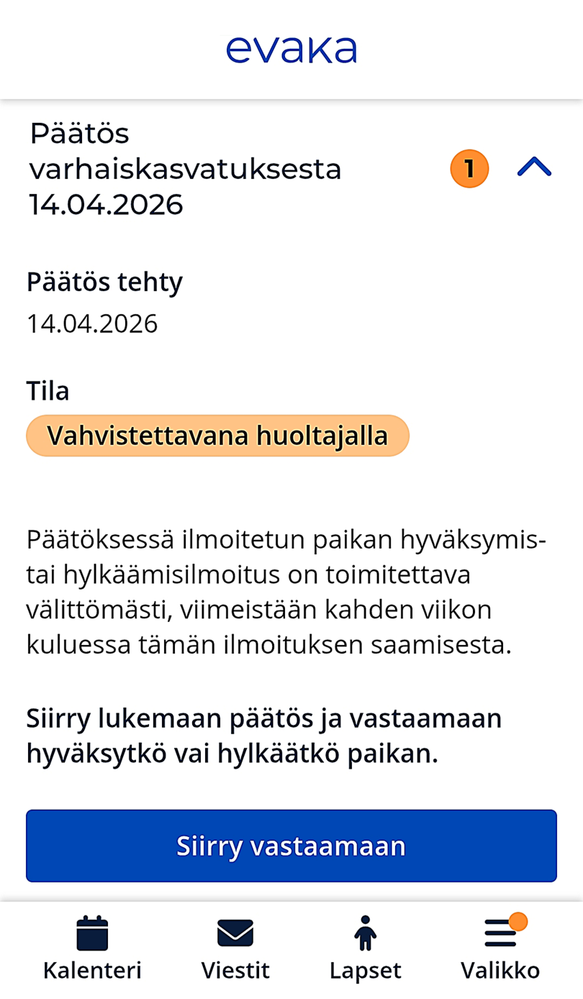 evaka
Päätös
varhaiskasvatuksesta
14.04.2026
1
Päätös tehty
14.04.2026
Tila
Vahvistettavana huoltajalla
Päätöksessä ilmoitetun paikan hyväksymis-
tai hylkäämisilmoitus on toimitettava
välittömästi, viimeistään kahden viikon
kuluessa tämän ilmoituksen saamisesta.
Siirry lukemaan päätös ja vastaamaan
hyväksytkö vai hylkäätkö paikan.
Siirry vastaamaan
Kalenteri
Viestit
Lapset
Valikko